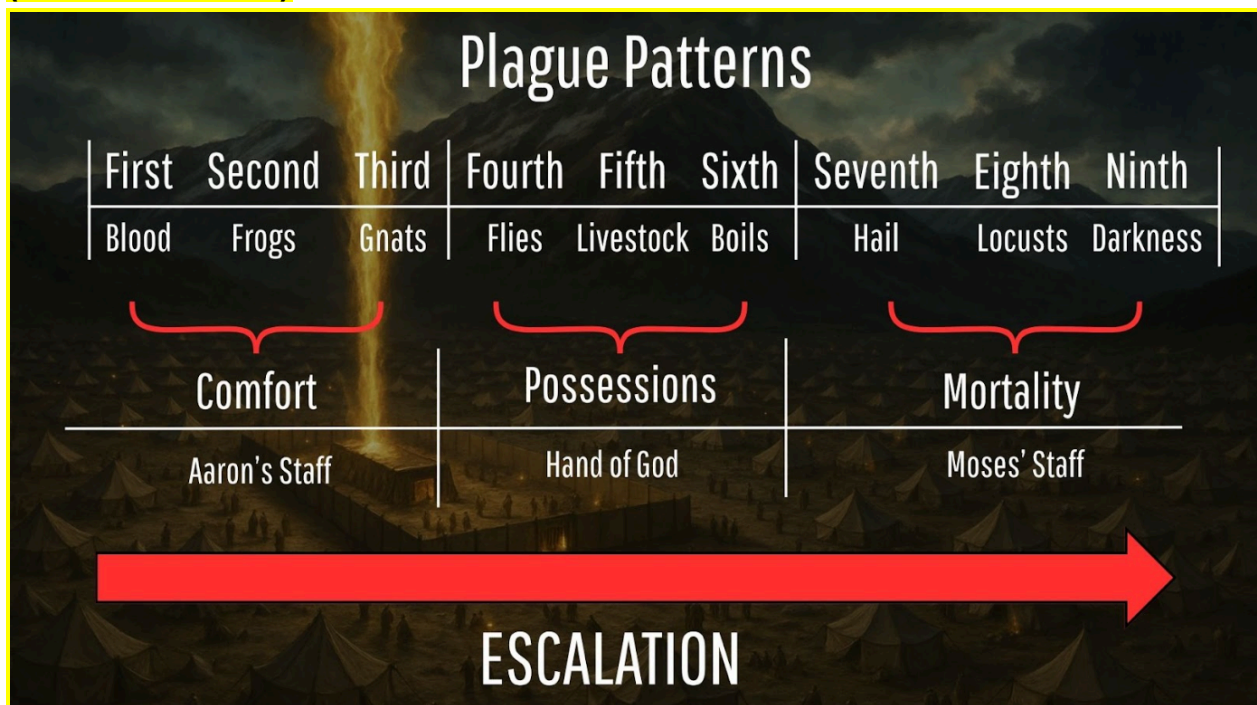 Plague Patterns
First Second Third Fourth Fifth Sixth Seventh Eighth Ninth
Blood Frogs Gnats Flies Livestock Boils Hail Locusts Darkness
Comfort Possessions Mortality
Aaron's Staff Hand of God Moses' Staff
ESCALATION